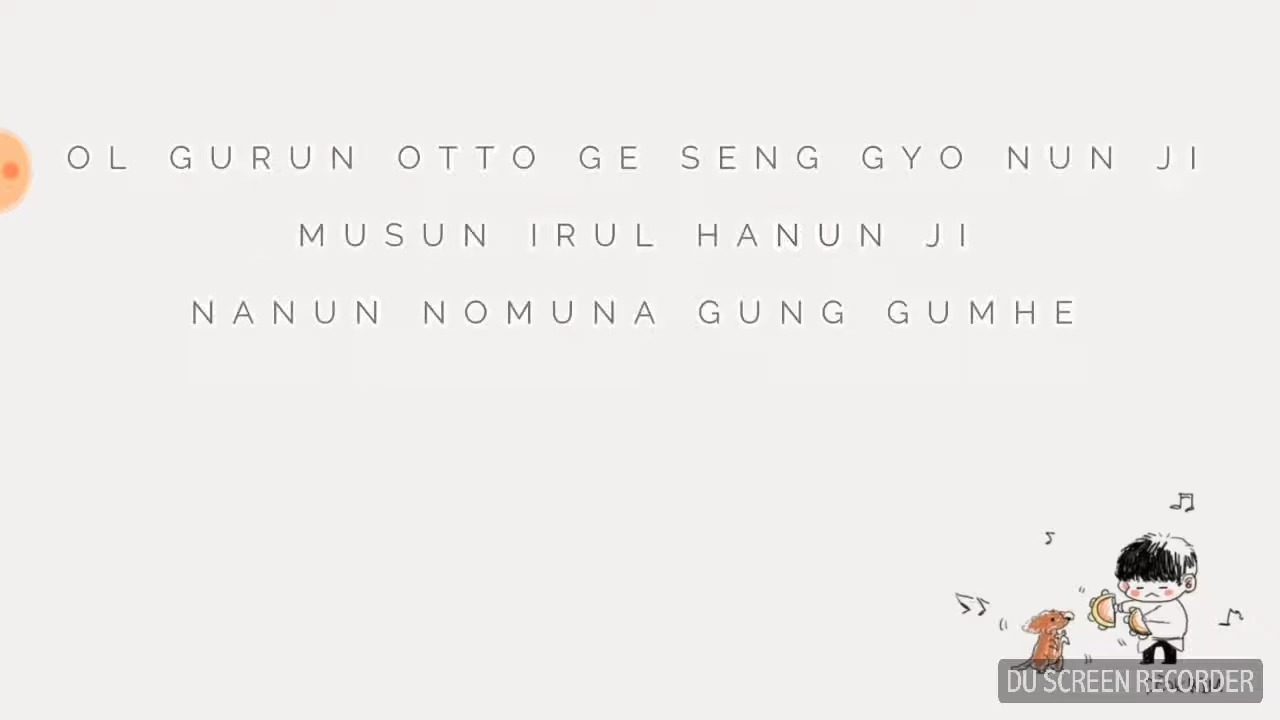 OL GURUN OTTO GE SENG GYO NUN JI
MUSUN IRUL HANUN JI
NANUN NOMUNA GUNG GUMHE
DU SCREEN RECORDER